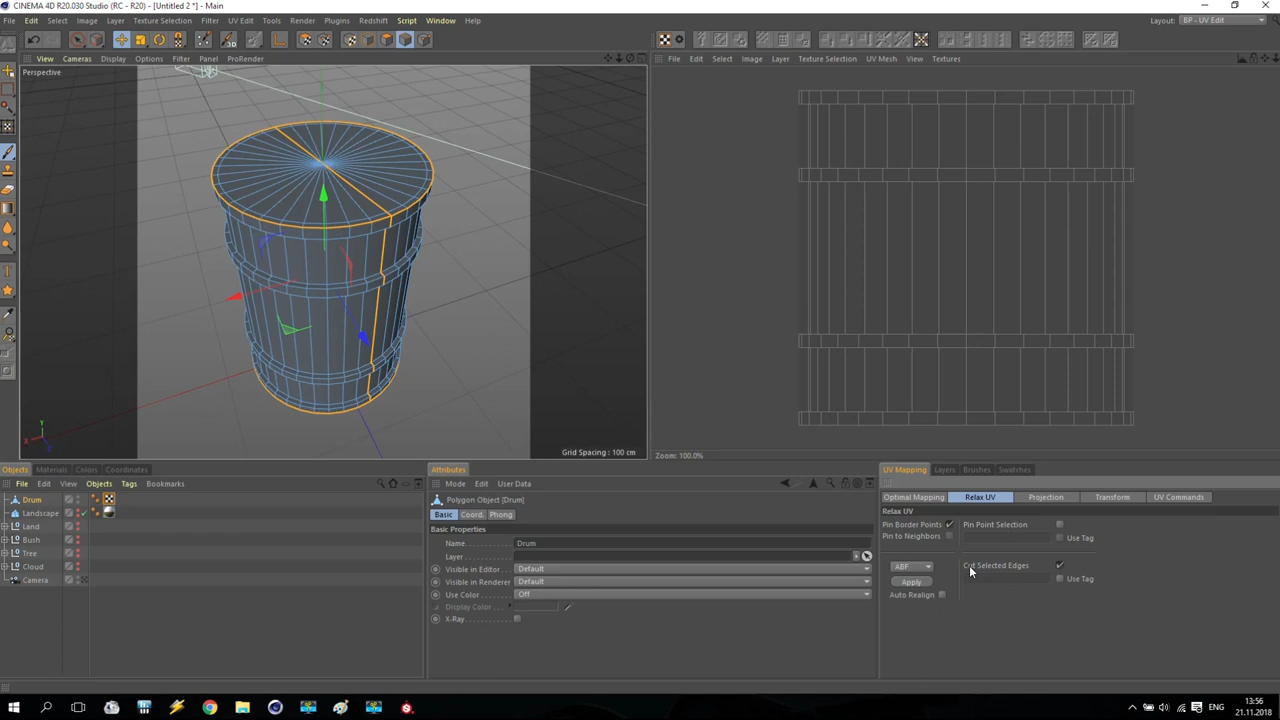 CINEMA 4D R20.030 Studio (RC - R20) - [Untitled 2 *] - Main
File Edit Select Image Layer Texture Selection Filter UV Edit Tools Render Plugins Redshift Script Window Help
Layout: BP - UV Edit
View Cameras Display Options Filter Panel ProRender
File Edit Select Image Layer Texture Selection UV Mesh View Textures
Perspective
Y
X
Grid Spacing : 100 cm
Zoom: 100.0%
Objects Materials Colors Coordinates
Attributes
UV Mapping Layers Brushes Swatches
File Edit View Objects Tags Bookmarks
Mode Edit User Data
Drum
Landscape
Land
Bush
Tree
Cloud
Camera
Polygon Object [Drum]
Basic Coord. Phong
Basic Properties
Name Drum
Layer
Visible in Editor Default
Visible in Renderer Default
Use Color Off
Display Color
X-Ray
Optimal Mapping Relax UV Projection Transform UV Commands
Relax UV
Pin Border Points Pin Point Selection
Pin to Neighbors Use Tag
ABF Cut Selected Edges
Apply Use Tag
Auto Realign
ENG
13:56
21.11.2018